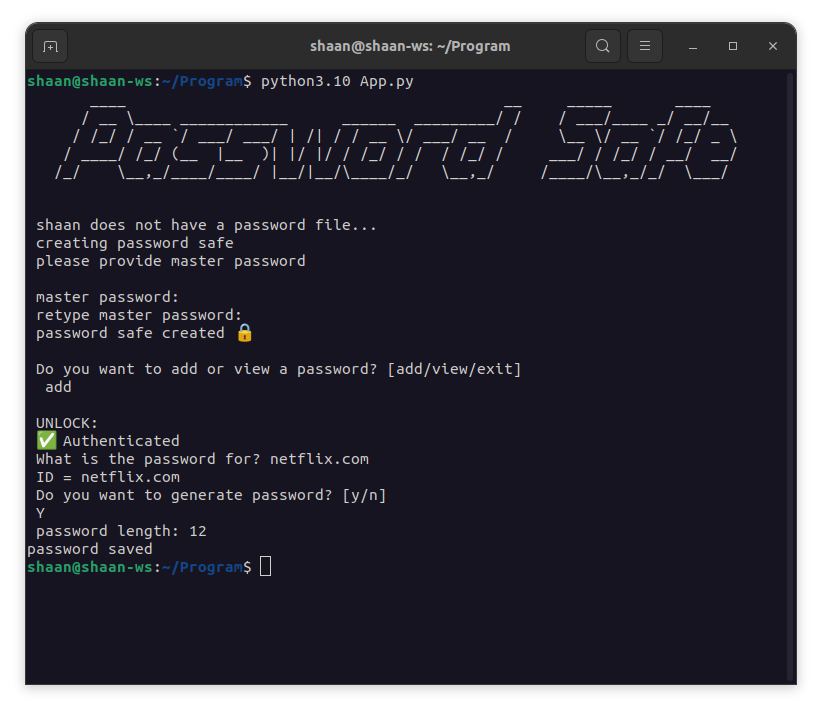 shaan@shaan-ws: ~/Program
shaan@shaan-ws:~/Program$ python3.10 App.py
Password Safe
shaan does not have a password file...
creating password safe
please provide master password
master password:
retype master password:
password safe created 🔒
Do you want to add or view a password? [add/view/exit]
add
UNLOCK:
✅ Authenticated
What is the password for? netflix.com
ID = netflix.com
Do you want to generate password? [y/n]
Y
password length: 12
password saved
shaan@shaan-ws:~/Program$